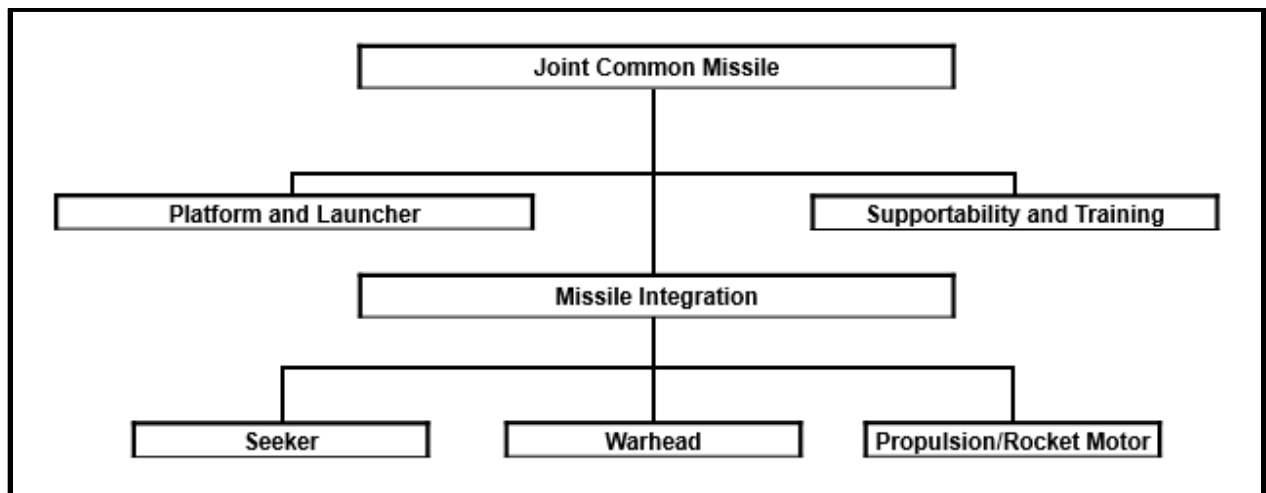 Joint Common Missile
Platform and Launcher
Supportability and Training
Missile Integration
Seeker
Warhead
Propulsion/Rocket Motor